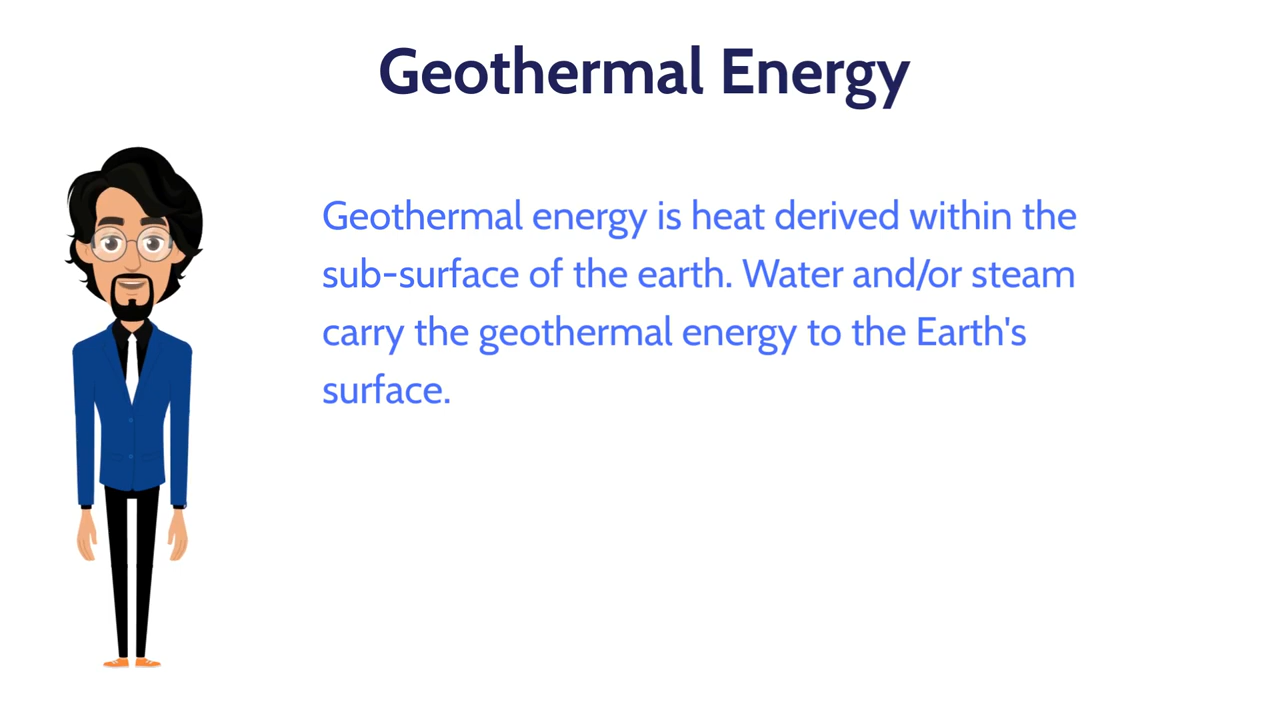 Geothermal Energy
Geothermal energy is heat derived within the
sub-surface of the earth. Water and/or steam
carry the geothermal energy to the Earth's
surface.